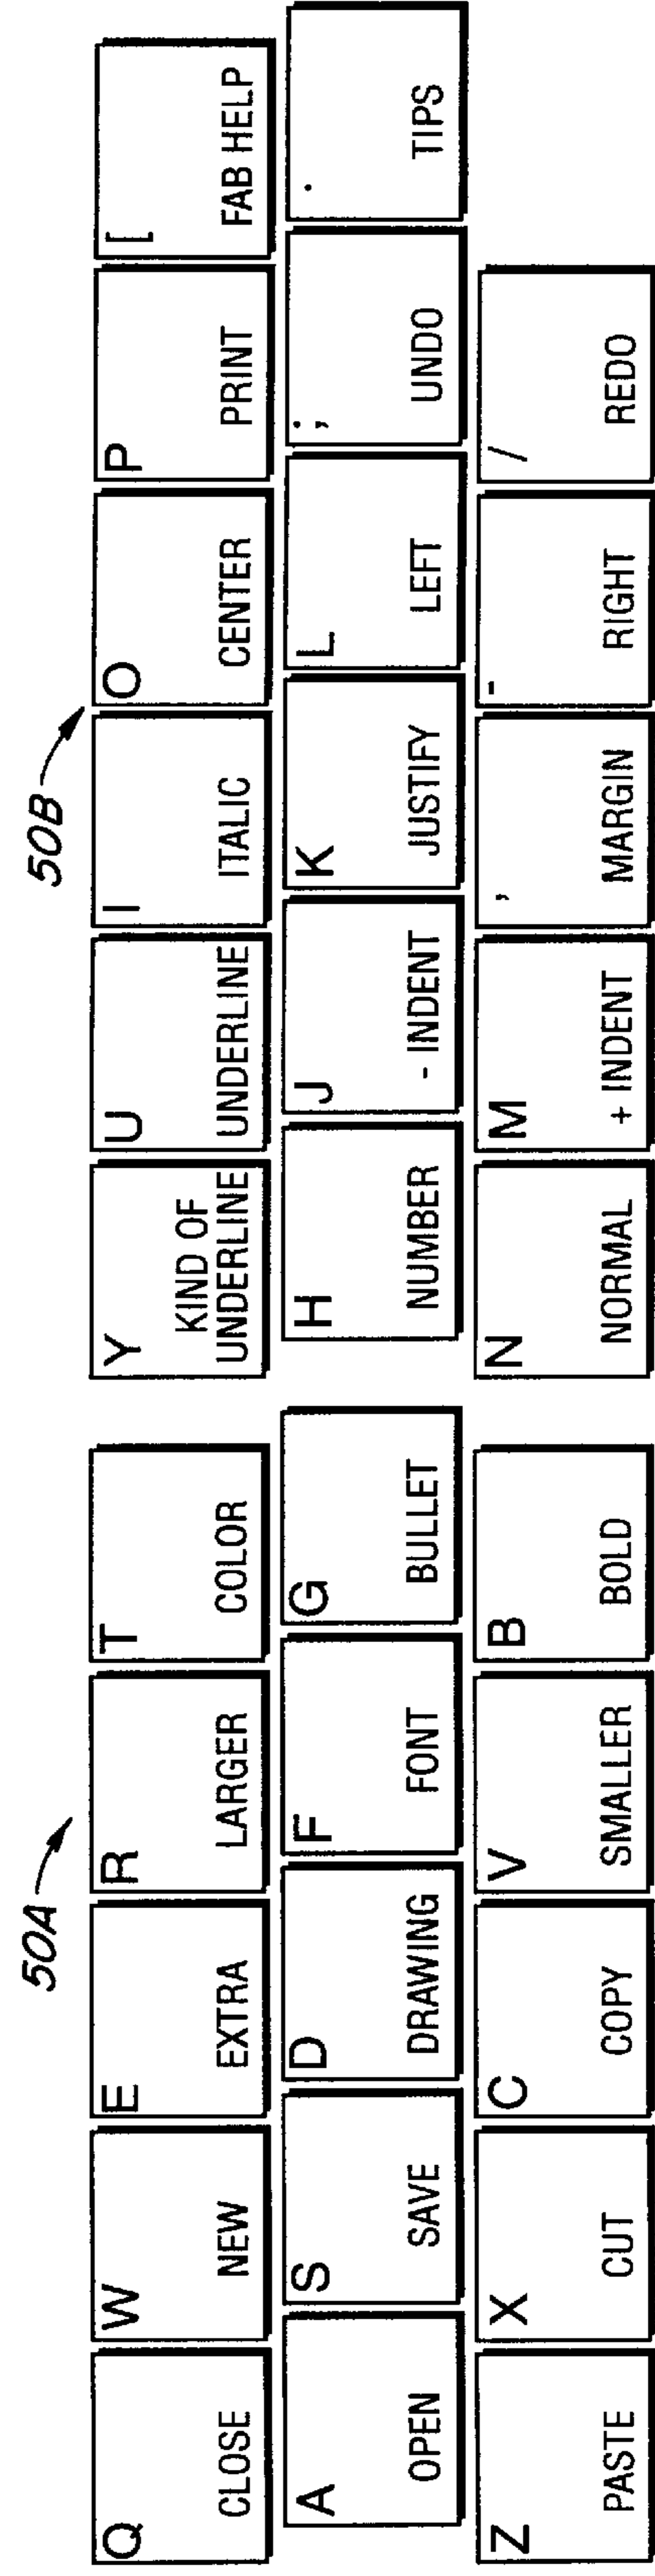 50A
50B
Q
CLOSE
W
NEW
E
EXTRA
R
LARGER
T
COLOR
Y
KIND OF
UNDERLINE
U
UNDERLINE
I
ITALIC
O
CENTER
P
PRINT
[
FAB HELP
A
OPEN
S
SAVE
D
DRAWING
F
FONT
G
BULLET
H
NUMBER
J
- INDENT
K
JUSTIFY
L
LEFT
;
UNDO
.
TIPS
Z
PASTE
X
CUT
C
COPY
V
SMALLER
B
BOLD
N
NORMAL
M
+ INDENT
,
MARGIN
-
RIGHT
/
REDO